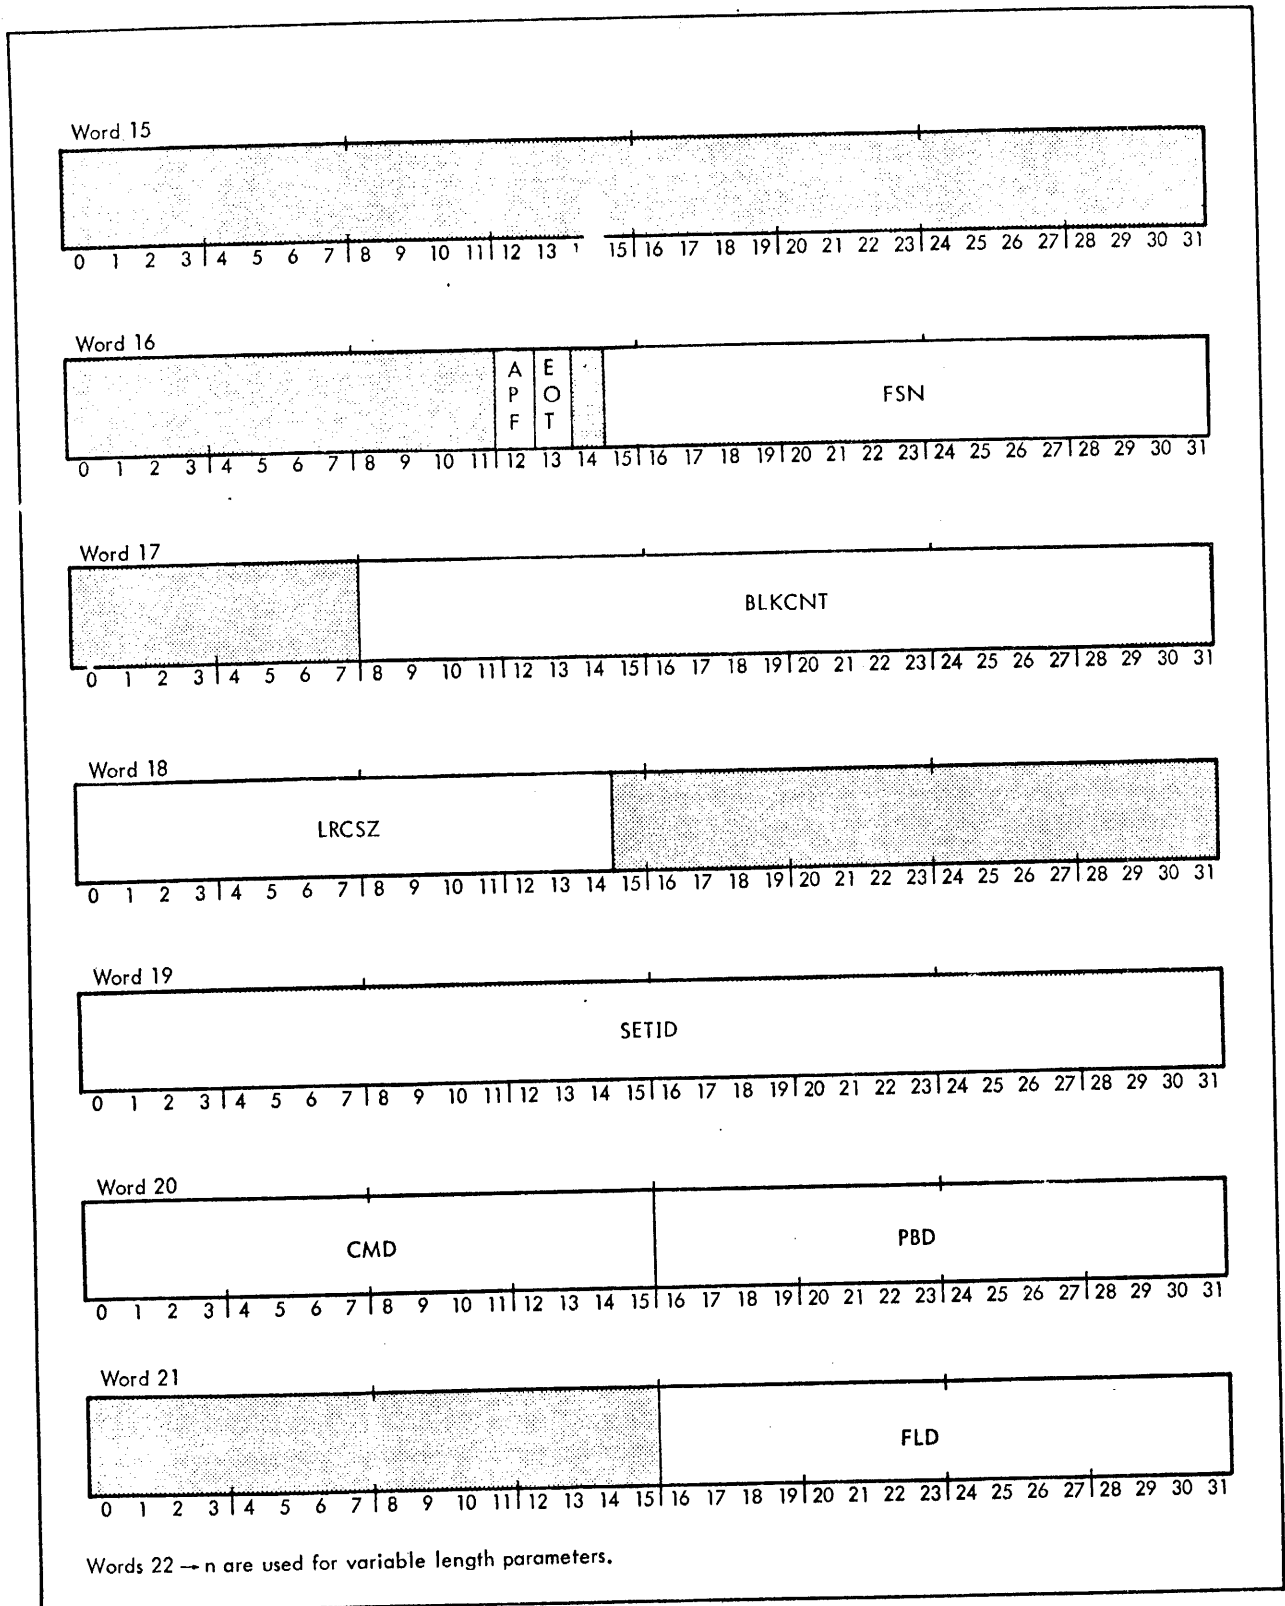 Word 15
0 1 2 3 4 5 6 7 8 9 10 11 12 13 15 16 17 18 19 20 21 22 23 24 25 26 27 28 29 30 31
Word 16
APF EOT FSN
0 1 2 3 4 5 6 7 8 9 10 11 12 13 14 15 16 17 18 19 20 21 22 23 24 25 26 27 28 29 30 31
Word 17
BLKCNT
0 1 2 3 4 5 6 7 8 9 10 11 12 13 14 15 16 17 18 19 20 21 22 23 24 25 26 27 28 29 30 31
Word 18
LRCSZ
0 1 2 3 4 5 6 7 8 9 10 11 12 13 14 15 16 17 18 19 20 21 22 23 24 25 26 27 28 29 30 31
Word 19
SETID
0 1 2 3 4 5 6 7 8 9 10 11 12 13 14 15 16 17 18 19 20 21 22 23 24 25 26 27 28 29 30 31
Word 20
CMD PBD
0 1 2 3 4 5 6 7 8 9 10 11 12 13 14 15 16 17 18 19 20 21 22 23 24 25 26 27 28 29 30 31
Word 21
FLD
0 1 2 3 4 5 6 7 8 9 10 11 12 13 14 15 16 17 18 19 20 21 22 23 24 25 26 27 28 29 30 31
Words 22 → n are used for variable length parameters.